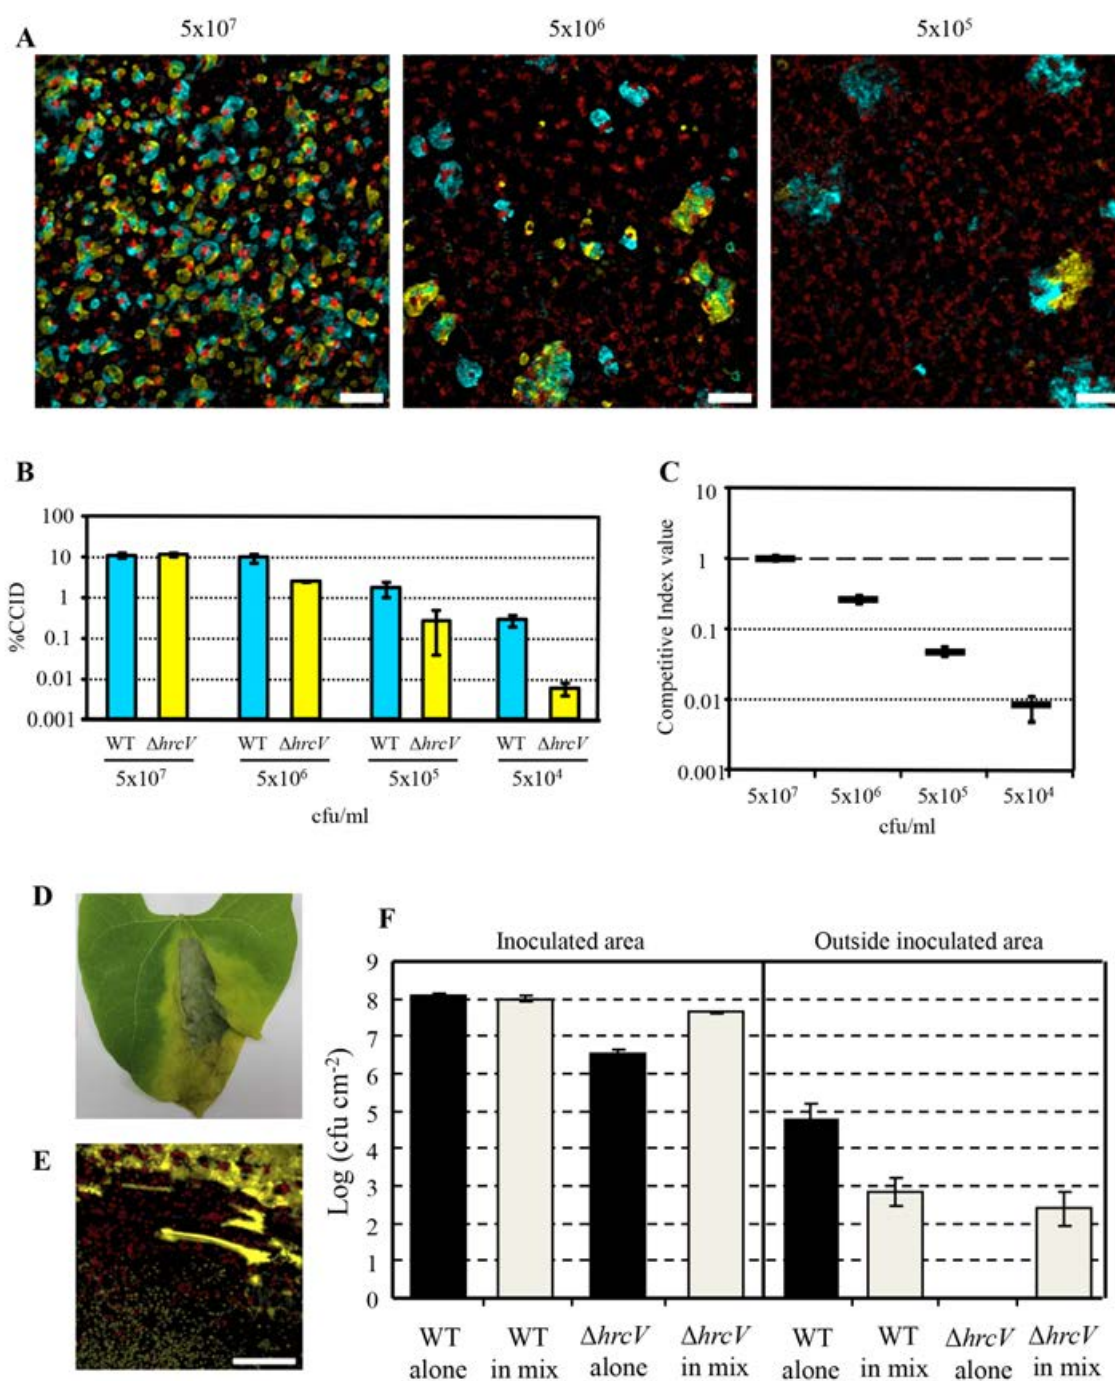 A
5x10⁷ 5x10⁶ 5x10⁵
B
%CCID
100
10
1
0.1
0.01
0.001
WT ΔhrcV WT ΔhrcV WT ΔhrcV WT ΔhrcV
5x10⁷ 5x10⁶ 5x10⁵ 5x10⁴
cfu/ml
C
Competitive Index value
10
1
0.1
0.01
0.001
5x10⁷ 5x10⁶ 5x10⁵ 5x10⁴
cfu/ml
D
E
F
Inoculated area Outside inoculated area
Log (cfu cm⁻²)
9
8
7
6
5
4
3
2
1
0
WT WT ΔhrcV ΔhrcV WT WT ΔhrcV ΔhrcV
alone in mix alone in mix alone in mix alone in mix